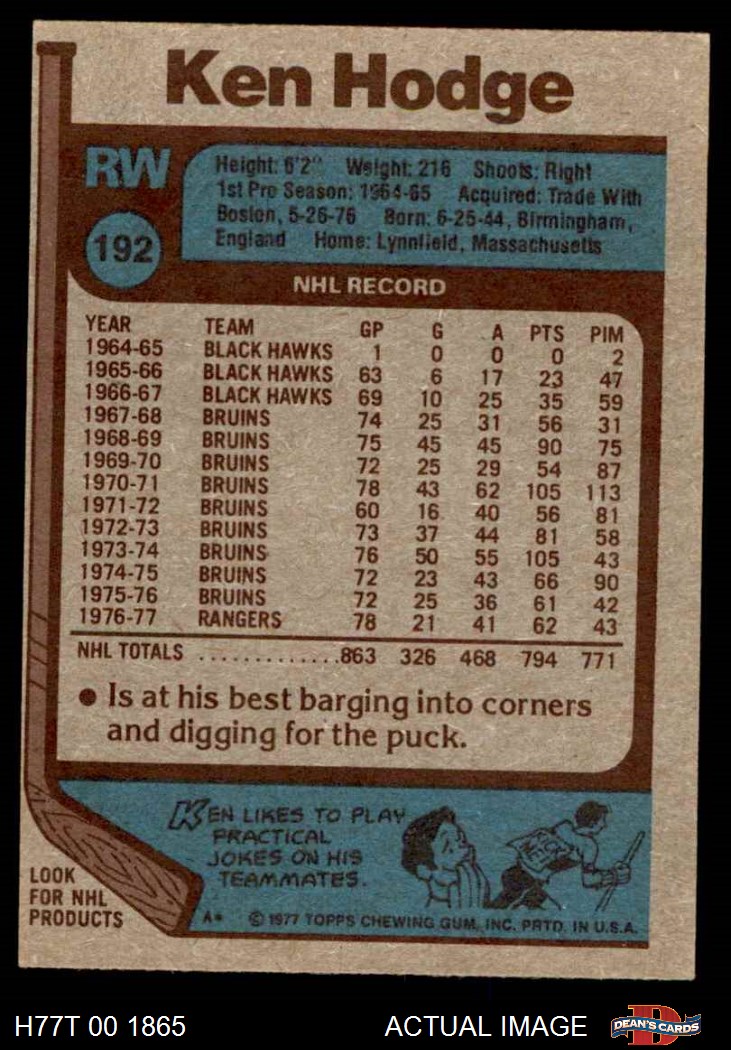 Ken Hodge
RW
192
Height: 6'2" Weight: 216 Shoots: Right
1st Pro Season: 1964-65 Acquired: Trade With
Boston, 5-26-76 Born: 6-25-44, Birmingham,
England Home: Lynnfield, Massachusetts
NHL RECORD
YEAR TEAM GP G A PTS PIM
1964-65 BLACK HAWKS 1 0 0 0 2
1965-66 BLACK HAWKS 63 6 17 23 47
1966-67 BLACK HAWKS 69 10 25 35 59
1967-68 BRUINS 74 25 31 56 31
1968-69 BRUINS 75 45 45 90 75
1969-70 BRUINS 72 25 29 54 87
1970-71 BRUINS 78 43 62 105 113
1971-72 BRUINS 60 16 40 56 81
1972-73 BRUINS 73 37 44 81 58
1973-74 BRUINS 76 50 55 105 43
1974-75 BRUINS 72 23 43 66 90
1975-76 BRUINS 72 25 36 61 42
1976-77 RANGERS 78 21 41 62 43
NHL TOTALS .............863 326 468 794 771
● Is at his best barging into corners
and digging for the puck.
KEN LIKES TO PLAY
PRACTICAL
JOKES ON HIS
TEAMMATES.
LOOK
FOR NHL
PRODUCTS
A* © 1977 TOPPS CHEWING GUM, INC. PRTD. IN U.S.A.
H77T 00 1865 ACTUAL IMAGE
D
DEAN'S CARDS